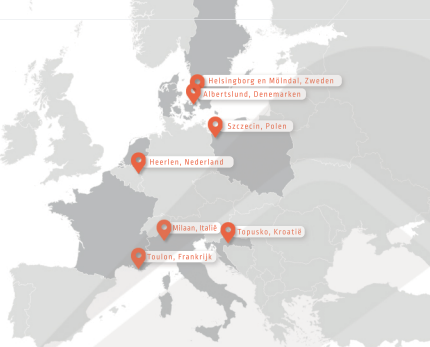 Helsingborg en Mölndal, Zweden
Albertslund, Denemarken
Szczecin, Polen
Heerlen, Nederland
Milaan, Italië
Topusko, Kroatië
Toulon, Frankrijk